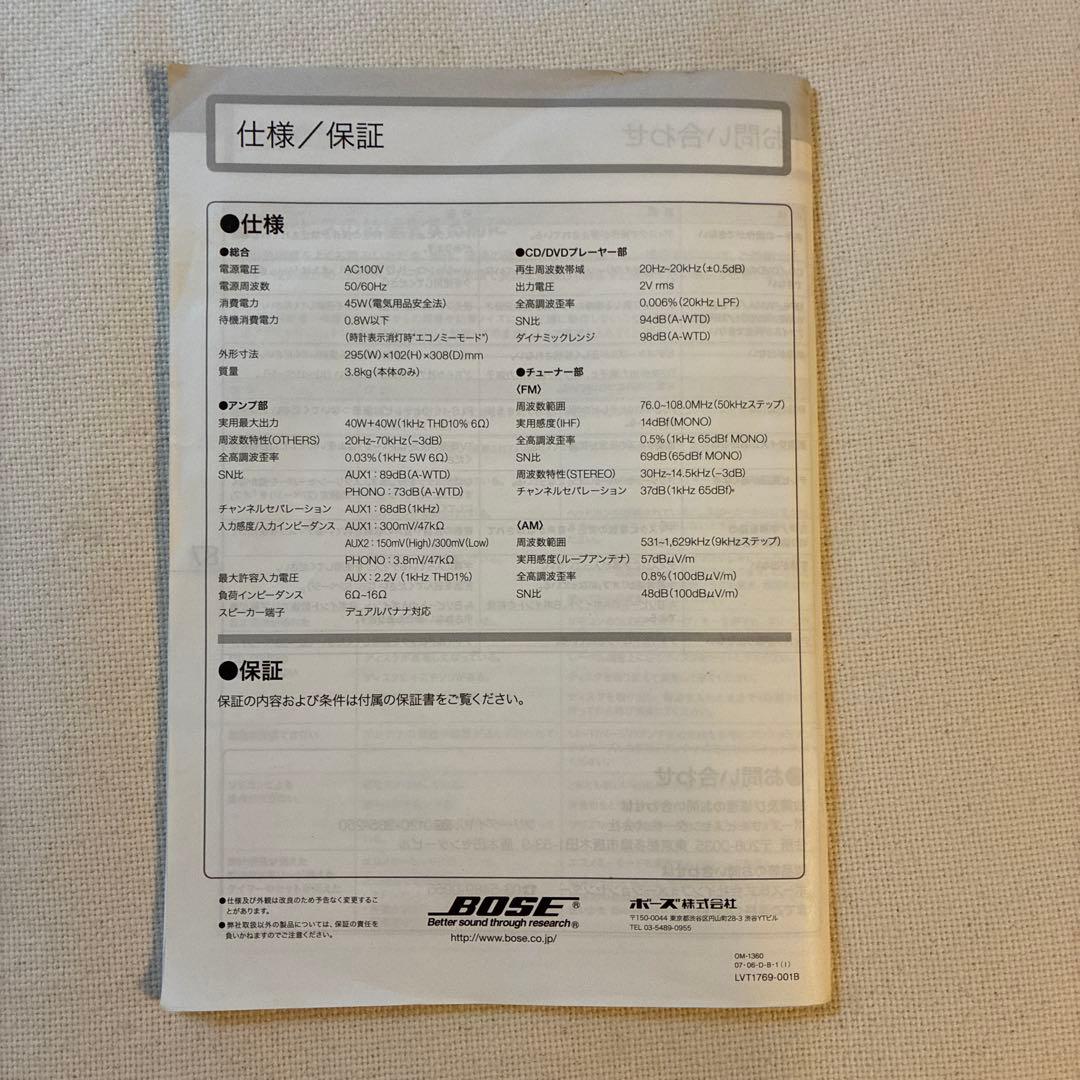 仕様／保証
●仕様
●総合
電源電圧 AC100V
電源周波数 50/60Hz
消費電力 45W(電気用品安全法)
待機消費電力 0.8W以下
(時計表示消灯時"エコノミーモード")
外形寸法 295(W)×102(H)×308(D)mm
質量 3.8kg(本体のみ)
●アンプ部
実用最大出力 40W+40W(1kHz THD10% 6Ω)
周波数特性(OTHERS) 20Hz~70kHz(−3dB)
全高調波歪率 0.03%(1kHz 5W 6Ω)
SN比 AUX1：89dB(A-WTD)
PHONO：73dB(A-WTD)
チャンネルセパレーション AUX1：68dB(1kHz)
入力感度/入力インピーダンス AUX1：300mV/47kΩ
AUX2：150mV(High)/300mV(Low)
PHONO：3.8mV/47kΩ
最大許容入力電圧 AUX：2.2V (1kHz THD1%)
負荷インピーダンス 6Ω~16Ω
スピーカー端子 デュアルバナナ対応
●CD/DVDプレーヤー部
再生周波数帯域 20Hz~20kHz(±0.5dB)
出力電圧 2V rms
全高調波歪率 0.006%(20kHz LPF)
SN比 94dB(A-WTD)
ダイナミックレンジ 98dB(A-WTD)
●チューナー部
〈FM〉
周波数範囲 76.0~108.0MHz(50kHzステップ)
実用感度(IHF) 14dBf(MONO)
全高調波歪率 0.5%(1kHz 65dBf MONO)
SN比 69dB(65dBf MONO)
周波数特性(STEREO) 30Hz~14.5kHz(−3dB)
チャンネルセパレーション 37dB(1kHz 65dBf)
〈AM〉
周波数範囲 531~1,629kHz(9kHzステップ)
実用感度(ループアンテナ) 57dBμV/m
全高調波歪率 0.8%(100dBμV/m)
SN比 48dB(100dBμV/m)
●保証
保証の内容および条件は付属の保証書をご覧ください。
●仕様及び外観は改良のため予告なく変更するこ
とがあります。
●弊社取扱以外の製品については、保証の責任を
負いかねますのでご注意ください。
BOSE®
Better sound through research®
http://www.bose.co.jp/
ボーズ株式会社
〒150-0044 東京都渋谷区円山町28-3 渋谷YTビル
TEL 03-5489-0955
OM-1360
07・06-D-B・1(I)
LVT1769-001B